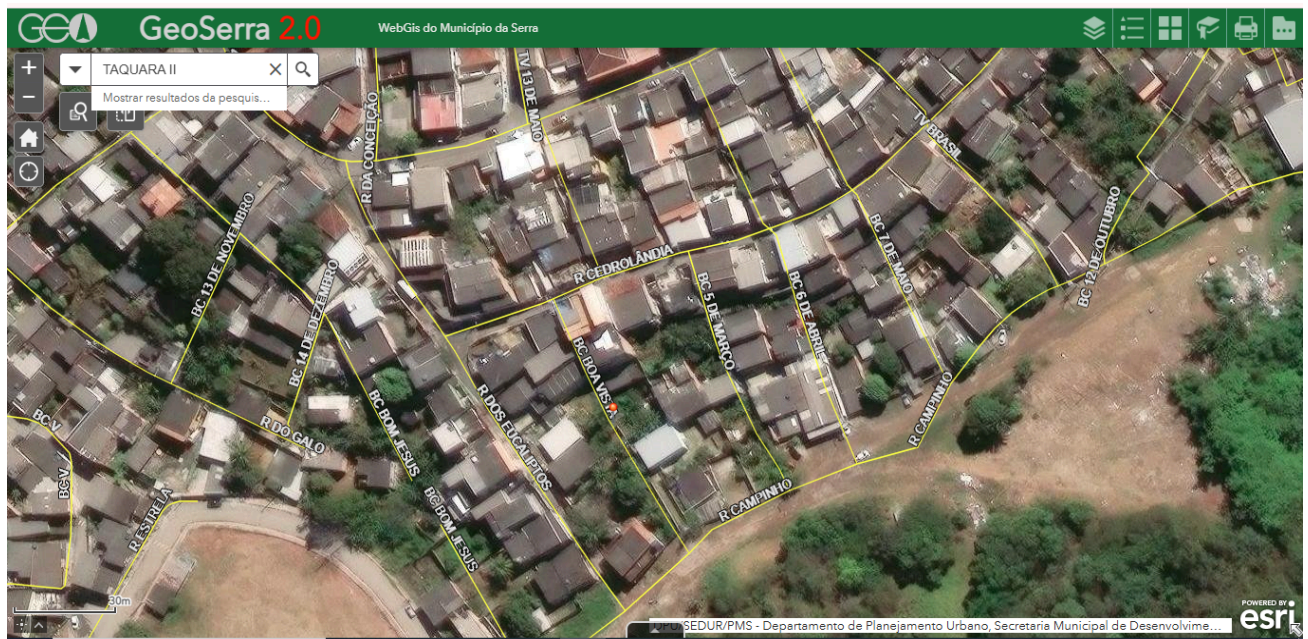 GEO
GeoSerra 2.0
WebGis do Município da Serra
+
TAQUARA II
−
Mostrar resultados da pesquis...
TV 13 DE MAIO
R DA CONCEIÇÃO
TV BRASIL
BC 13 DE NOVEMBRO
BC 12 DE OUTUBRO
R CEDROLÂNDIA
BC 7 DE MAIO
BC 14 DE DEZEMBRO
BC 5 DE MARÇO
BC 6 DE ABRIL
BC BOA VISTA
R DOS EUCALIPTOS
BC BOM JESUS
R CAMPINHO
R DO GALO
BC V
BC V
R ESTRELA
BC BOM JESUS
R CAMPINHO
30m
DPU/SEDUR/PMS - Departamento de Planejamento Urbano, Secretaria Municipal de Desenvolvime...
POWERED BY
esri